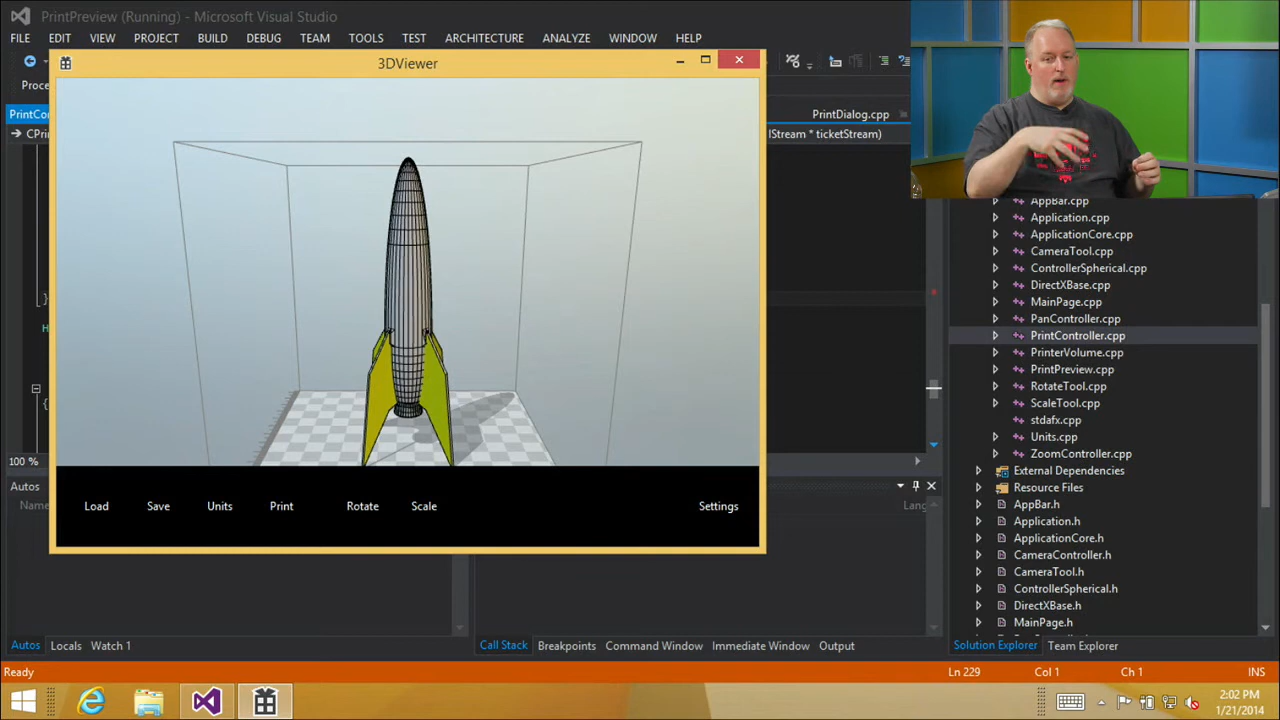 PrintPreview (Running) - Microsoft Visual Studio
FILE EDIT VIEW PROJECT BUILD DEBUG TEAM TOOLS TEST ARCHITECTURE ANALYZE WINDOW HELP
3DViewer
Proce
PrintCo
PrintDialog.cpp
CPri
IStream * ticketStream)
}
H
{
100 %
Load Save Units Print Rotate Scale Settings
AppBar.cpp
Application.cpp
ApplicationCore.cpp
CameraTool.cpp
ControllerSpherical.cpp
DirectXBase.cpp
MainPage.cpp
PanController.cpp
PrintController.cpp
PrinterVolume.cpp
PrintPreview.cpp
RotateTool.cpp
ScaleTool.cpp
stdafx.cpp
Units.cpp
ZoomController.cpp
External Dependencies
Resource Files
AppBar.h
Application.h
ApplicationCore.h
CameraController.h
CameraTool.h
ControllerSpherical.h
DirectXBase.h
MainPage.h
Autos
Name
Lang
Autos Locals Watch 1
Call Stack Breakpoints Command Window Immediate Window Output
Solution Explorer Team Explorer
Ready Ln 229 Col 1 Ch 1 INS
2:02 PM
1/21/2014